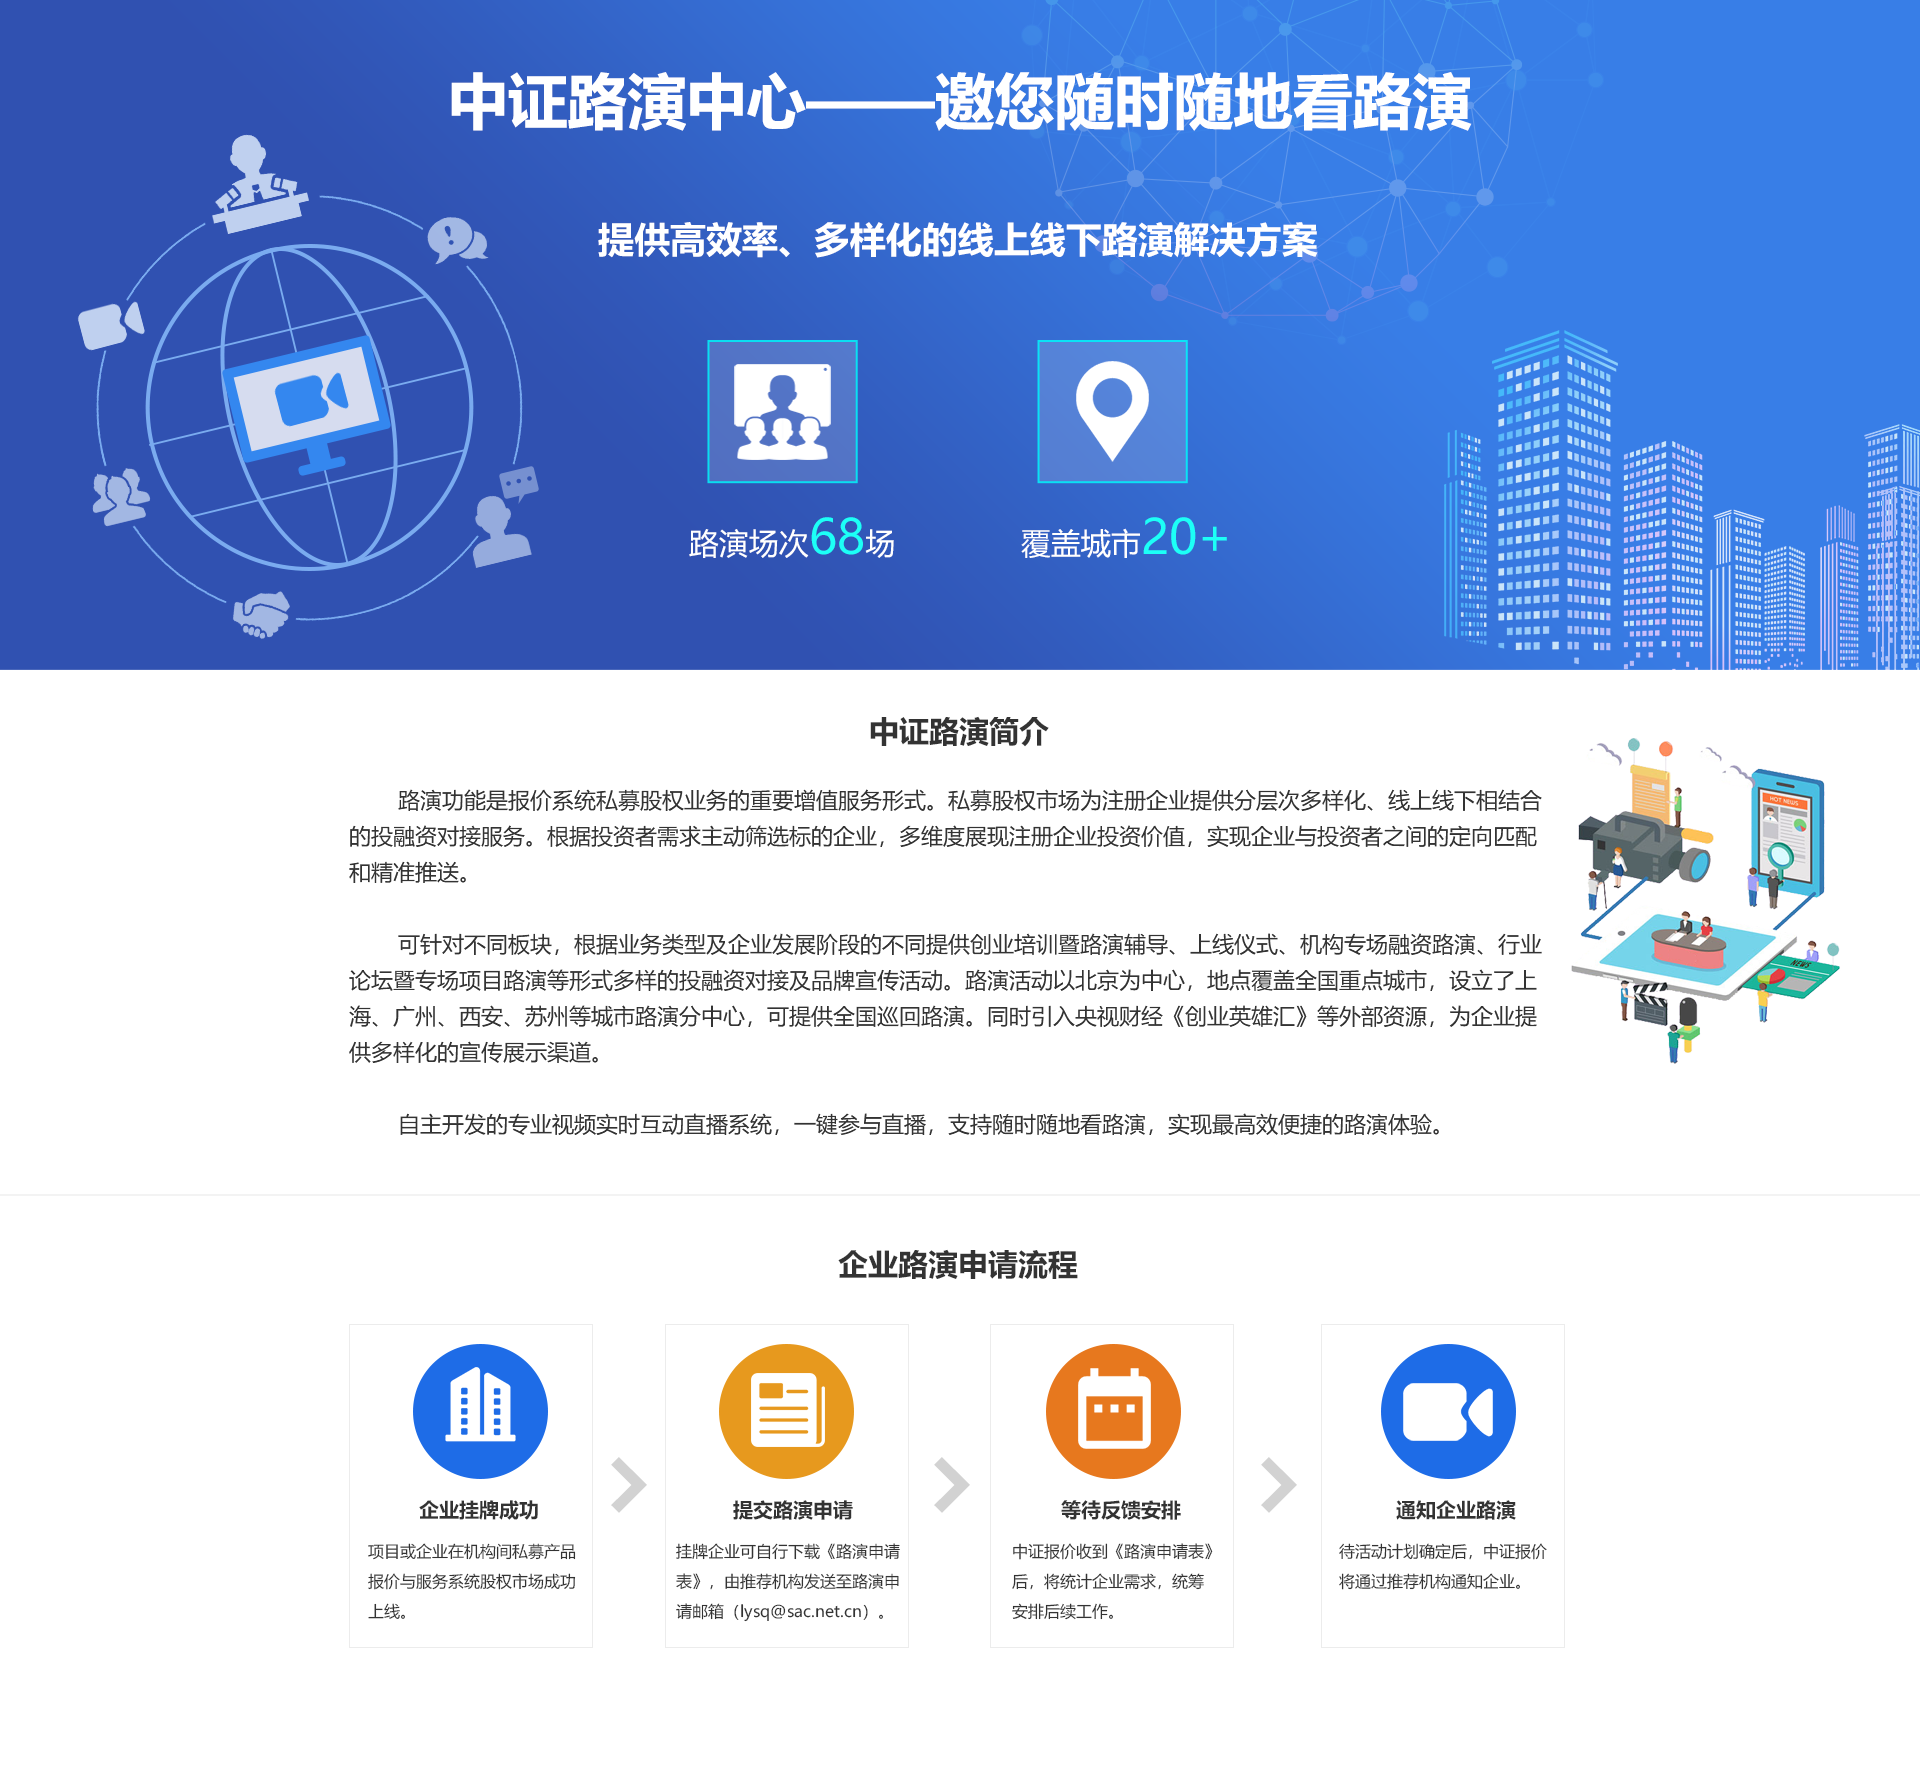 中证路演中心——邀您随时随地看路演
提供高效率、多样化的线上线下路演解决方案
路演场次68场
覆盖城市20+
中证路演简介
路演功能是报价系统私募股权业务的重要增值服务形式。私募股权市场为注册企业提供分层次多样化、线上线下相结合
的投融资对接服务。根据投资者需求主动筛选标的企业，多维度展现注册企业投资价值，实现企业与投资者之间的定向匹配
和精准推送。
可针对不同板块，根据业务类型及企业发展阶段的不同提供创业培训暨路演辅导、上线仪式、机构专场融资路演、行业
论坛暨专场项目路演等形式多样的投融资对接及品牌宣传活动。路演活动以北京为中心，地点覆盖全国重点城市，设立了上
海、广州、西安、苏州等城市路演分中心，可提供全国巡回路演。同时引入央视财经《创业英雄汇》等外部资源，为企业提
供多样化的宣传展示渠道。
自主开发的专业视频实时互动直播系统，一键参与直播，支持随时随地看路演，实现最高效便捷的路演体验。
HOT NEWS
NEWS
企业路演申请流程
企业挂牌成功
项目或企业在机构间私募产品
报价与服务系统股权市场成功
上线。
提交路演申请
挂牌企业可自行下载《路演申请
表》，由推荐机构发送至路演申
请邮箱（lysq@sac.net.cn）。
等待反馈安排
中证报价收到《路演申请表》
后，将统计企业需求，统筹
安排后续工作。
通知企业路演
待活动计划确定后，中证报价
将通过推荐机构通知企业。